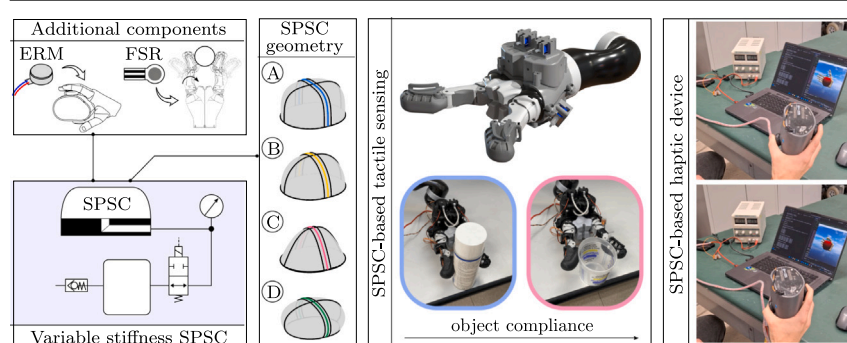 Additional components
ERM
FSR
SPSC
Variable stiffness SPSC
SPSC
geometry
A
B
C
D
SPSC-based tactile sensing
object compliance
SPSC-based haptic device